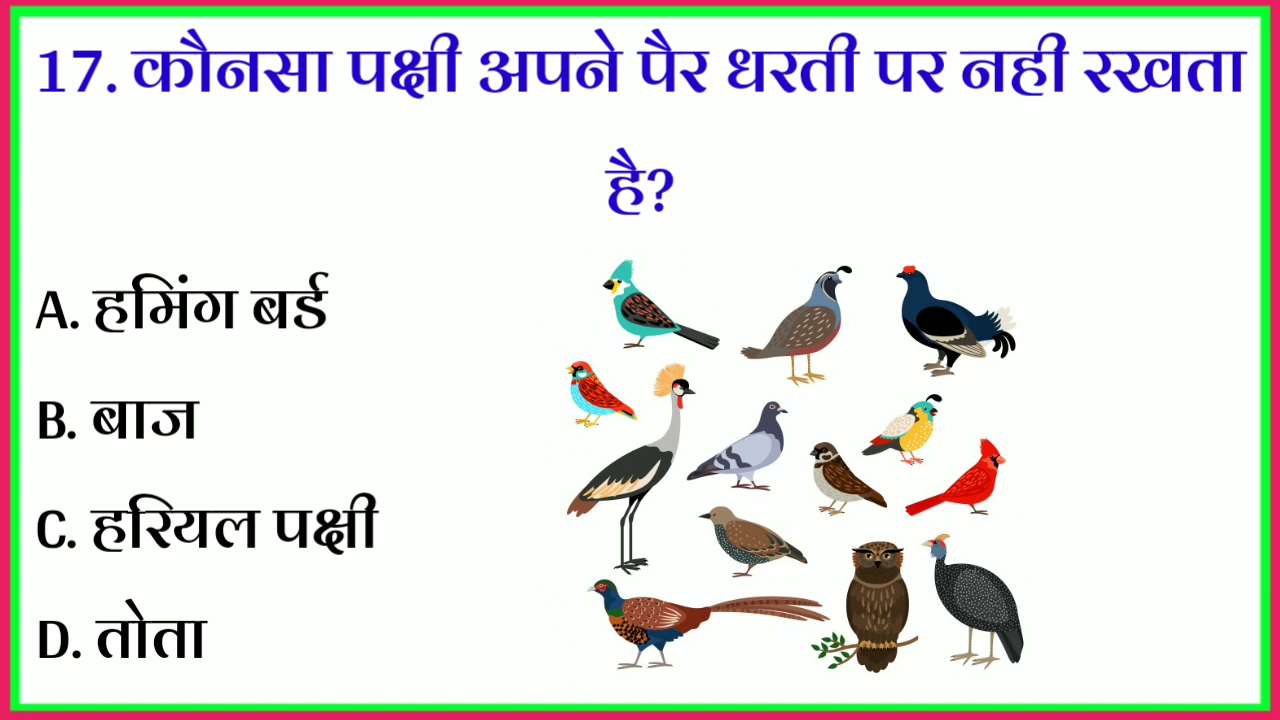 17. कौनसा पक्षी अपने पैर धरती पर नही रखता
है?
A. हमिंग बर्ड
B. बाज
C. हरियल पक्षी
D. तोता